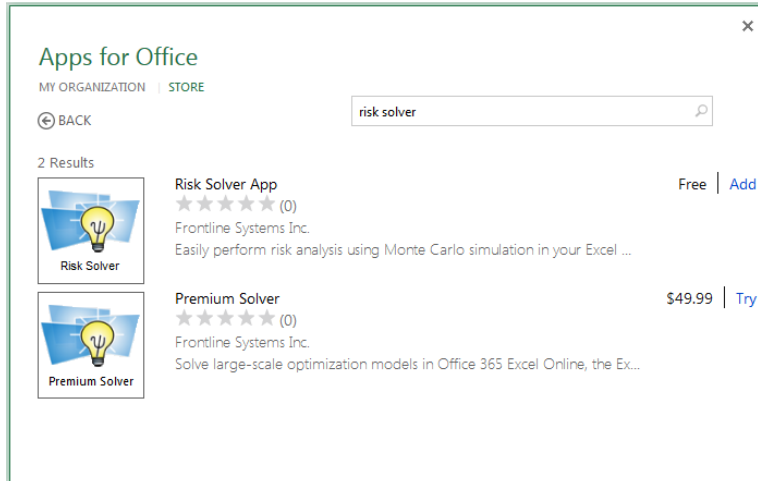 Apps for Office
MY ORGANIZATION | STORE
BACK
risk solver
2 Results
Risk Solver App
Free | Add
(0)
Frontline Systems Inc.
Easily perform risk analysis using Monte Carlo simulation in your Excel ...
Risk Solver
Premium Solver
$49.99 | Try
(0)
Frontline Systems Inc.
Solve large-scale optimization models in Office 365 Excel Online, the Ex...
Premium Solver